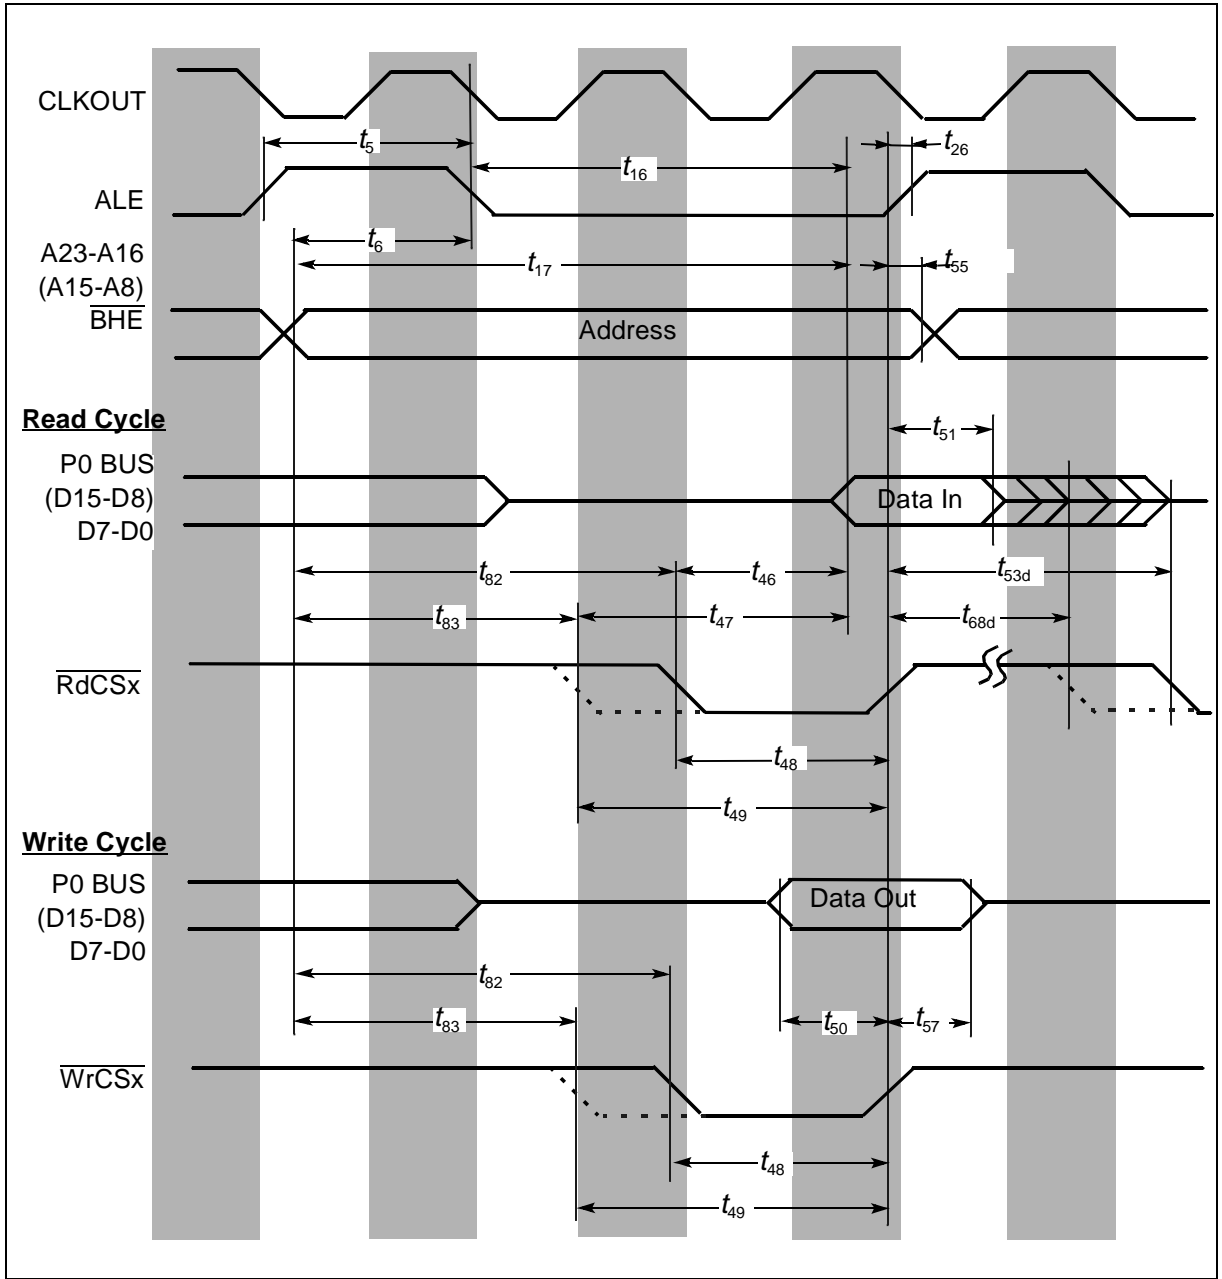 CLKOUT
t5
t26
t16
ALE
t6
A23-A16
t17
t55
(A15-A8)
BHE
Address
Read Cycle
t51
P0 BUS
(D15-D8)
Data In
D7-D0
t82
t46
t53d
t83
t47
t68d
RdCSx
t48
t49
Write Cycle
P0 BUS
(D15-D8)
Data Out
D7-D0
t82
t83
t50
t57
WrCSx
t48
t49